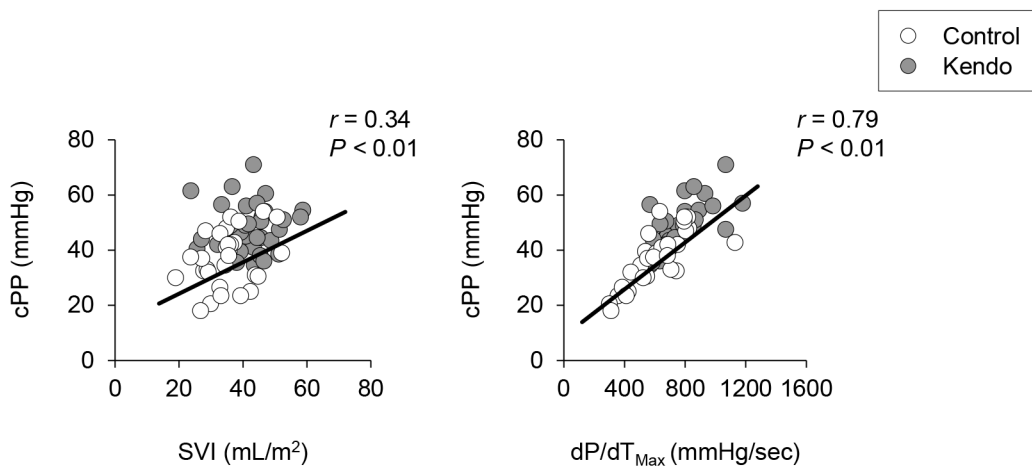 Control
Kendo
r = 0.34
P < 0.01
80
60
40
20
0
cPP (mmHg)
0 20 40 60 80
SVI (mL/m²)
r = 0.79
P < 0.01
80
60
40
20
0
cPP (mmHg)
0 400 800 1200 1600
dP/dT_Max (mmHg/sec)